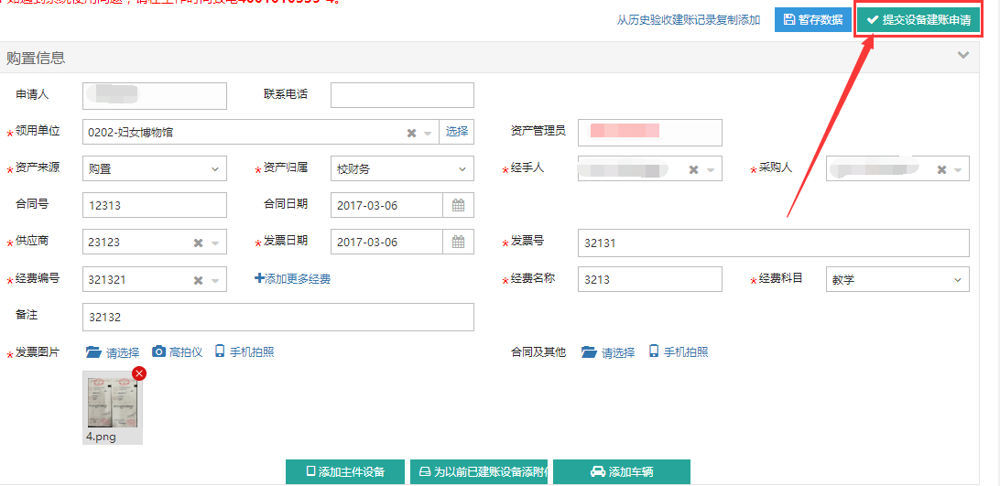 从历史验收建账记录复制添加 暂存数据 提交设备建账申请
购置信息
申请人 联系电话
* 领用单位 0202-妇女博物馆 选择 资产管理员
* 资产来源 购置 * 资产归属 校财务 * 经手人 * 采购人
合同号 12313 合同日期 2017-03-06
* 供应商 23123 * 发票日期 2017-03-06 * 发票号 32131
* 经费编号 321321 添加更多经费 * 经费名称 3213 * 经费科目 教学
备注 32132
* 发票图片 请选择 高拍仪 手机拍照 合同及其他 请选择 手机拍照
4.png
添加主件设备 为以前已建账设备添附 添加车辆